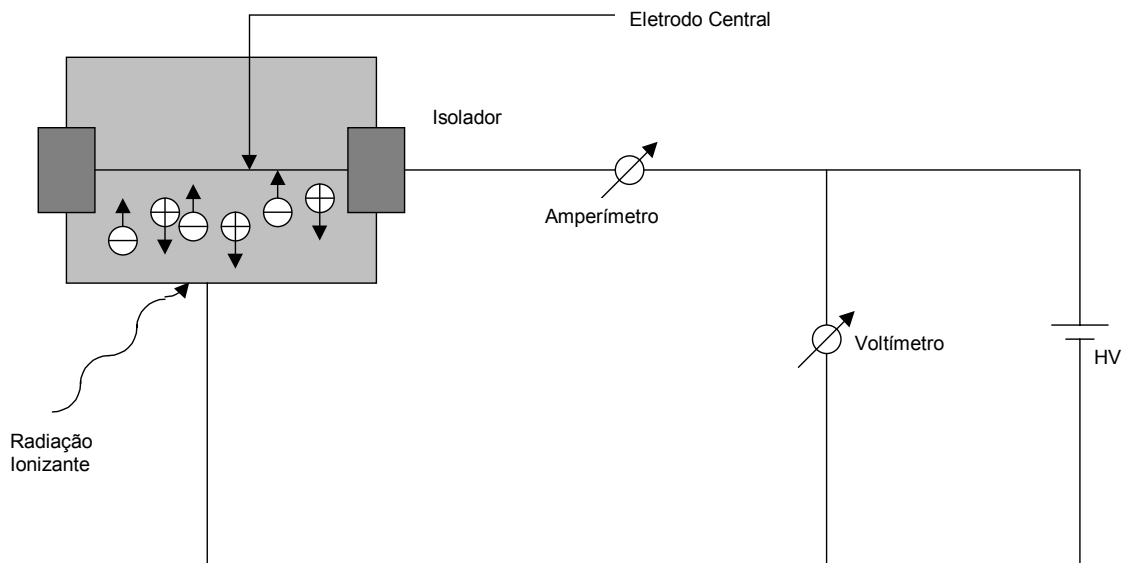 Eletrodo Central
Isolador
Amperímetro
Voltímetro
HV
Radiação
Ionizante